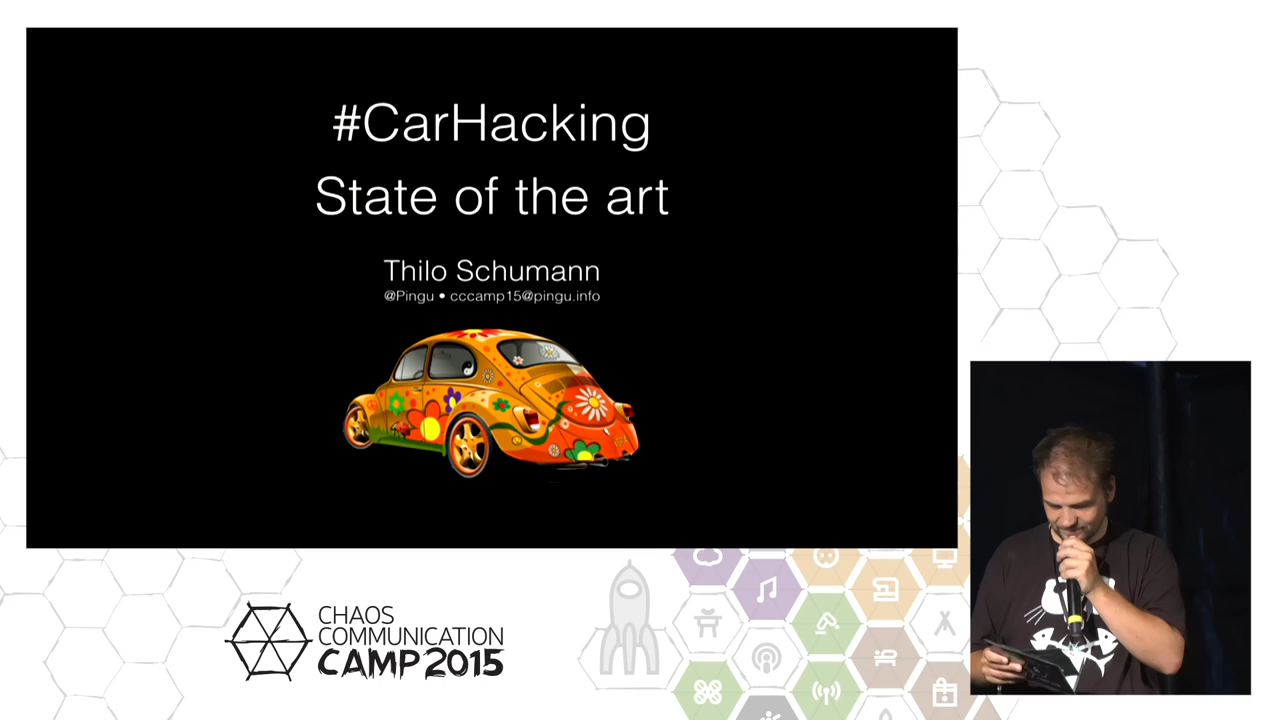 #CarHacking
State of the art
Thilo Schumann
@Pingu • cccamp15@pingu.info
CHAOS
COMMUNICATION
CAMP 2015